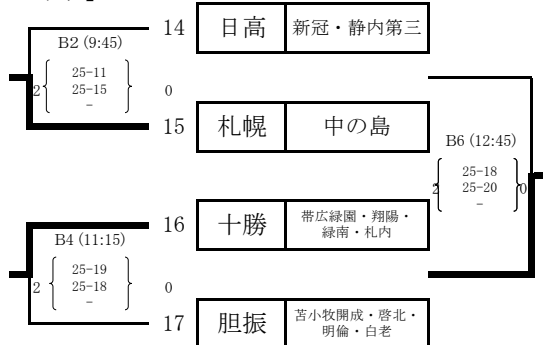 14 日高 新冠・静内第三
B2 (9:45)
25-11
2 25-15 0
-
15 札幌 中の島
B6 (12:45)
25-18
2 25-20 0
-
16 十勝 帯広緑園・翔陽・
緑南・札内
B4 (11:15)
25-19
2 25-18 0
-
17 胆振 苫小牧開成・啓北・
明倫・白老